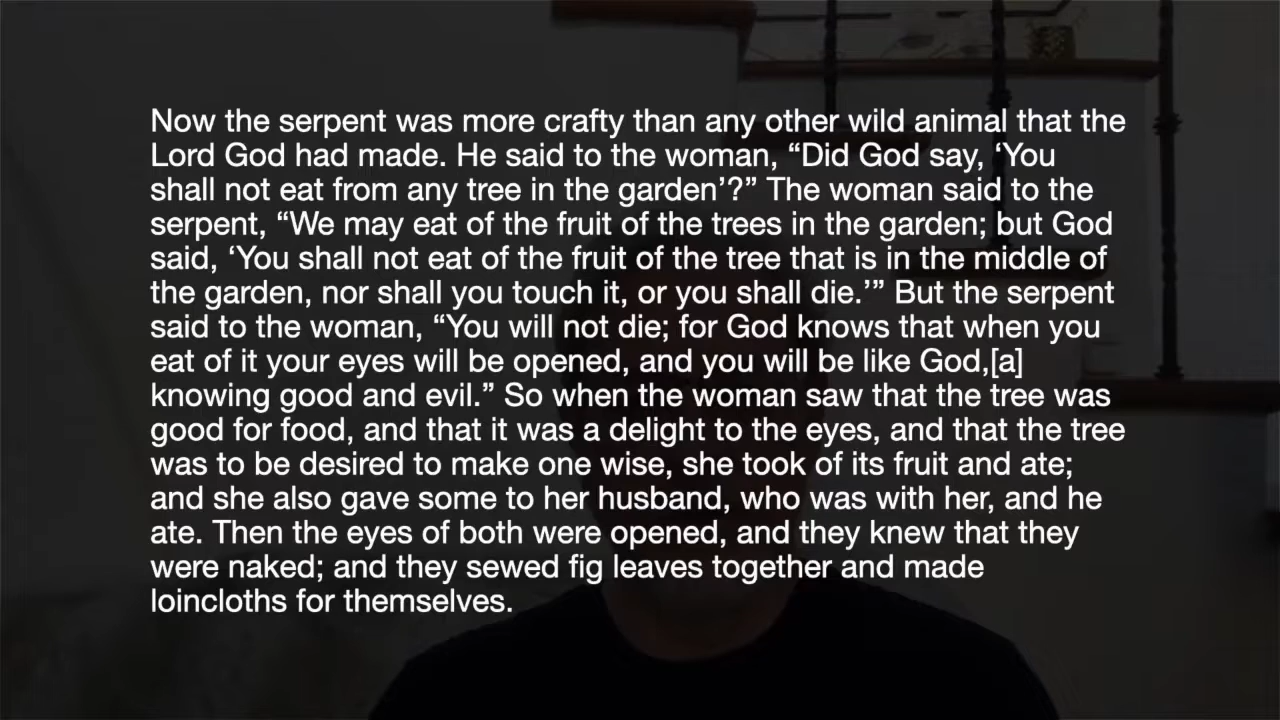 Now the serpent was more crafty than any other wild animal that the
Lord God had made. He said to the woman, “Did God say, ‘You
shall not eat from any tree in the garden’?” The woman said to the
serpent, “We may eat of the fruit of the trees in the garden; but God
said, ‘You shall not eat of the fruit of the tree that is in the middle of
the garden, nor shall you touch it, or you shall die.’” But the serpent
said to the woman, “You will not die; for God knows that when you
eat of it your eyes will be opened, and you will be like God,[a]
knowing good and evil.” So when the woman saw that the tree was
good for food, and that it was a delight to the eyes, and that the tree
was to be desired to make one wise, she took of its fruit and ate;
and she also gave some to her husband, who was with her, and he
ate. Then the eyes of both were opened, and they knew that they
were naked; and they sewed fig leaves together and made
loincloths for themselves.